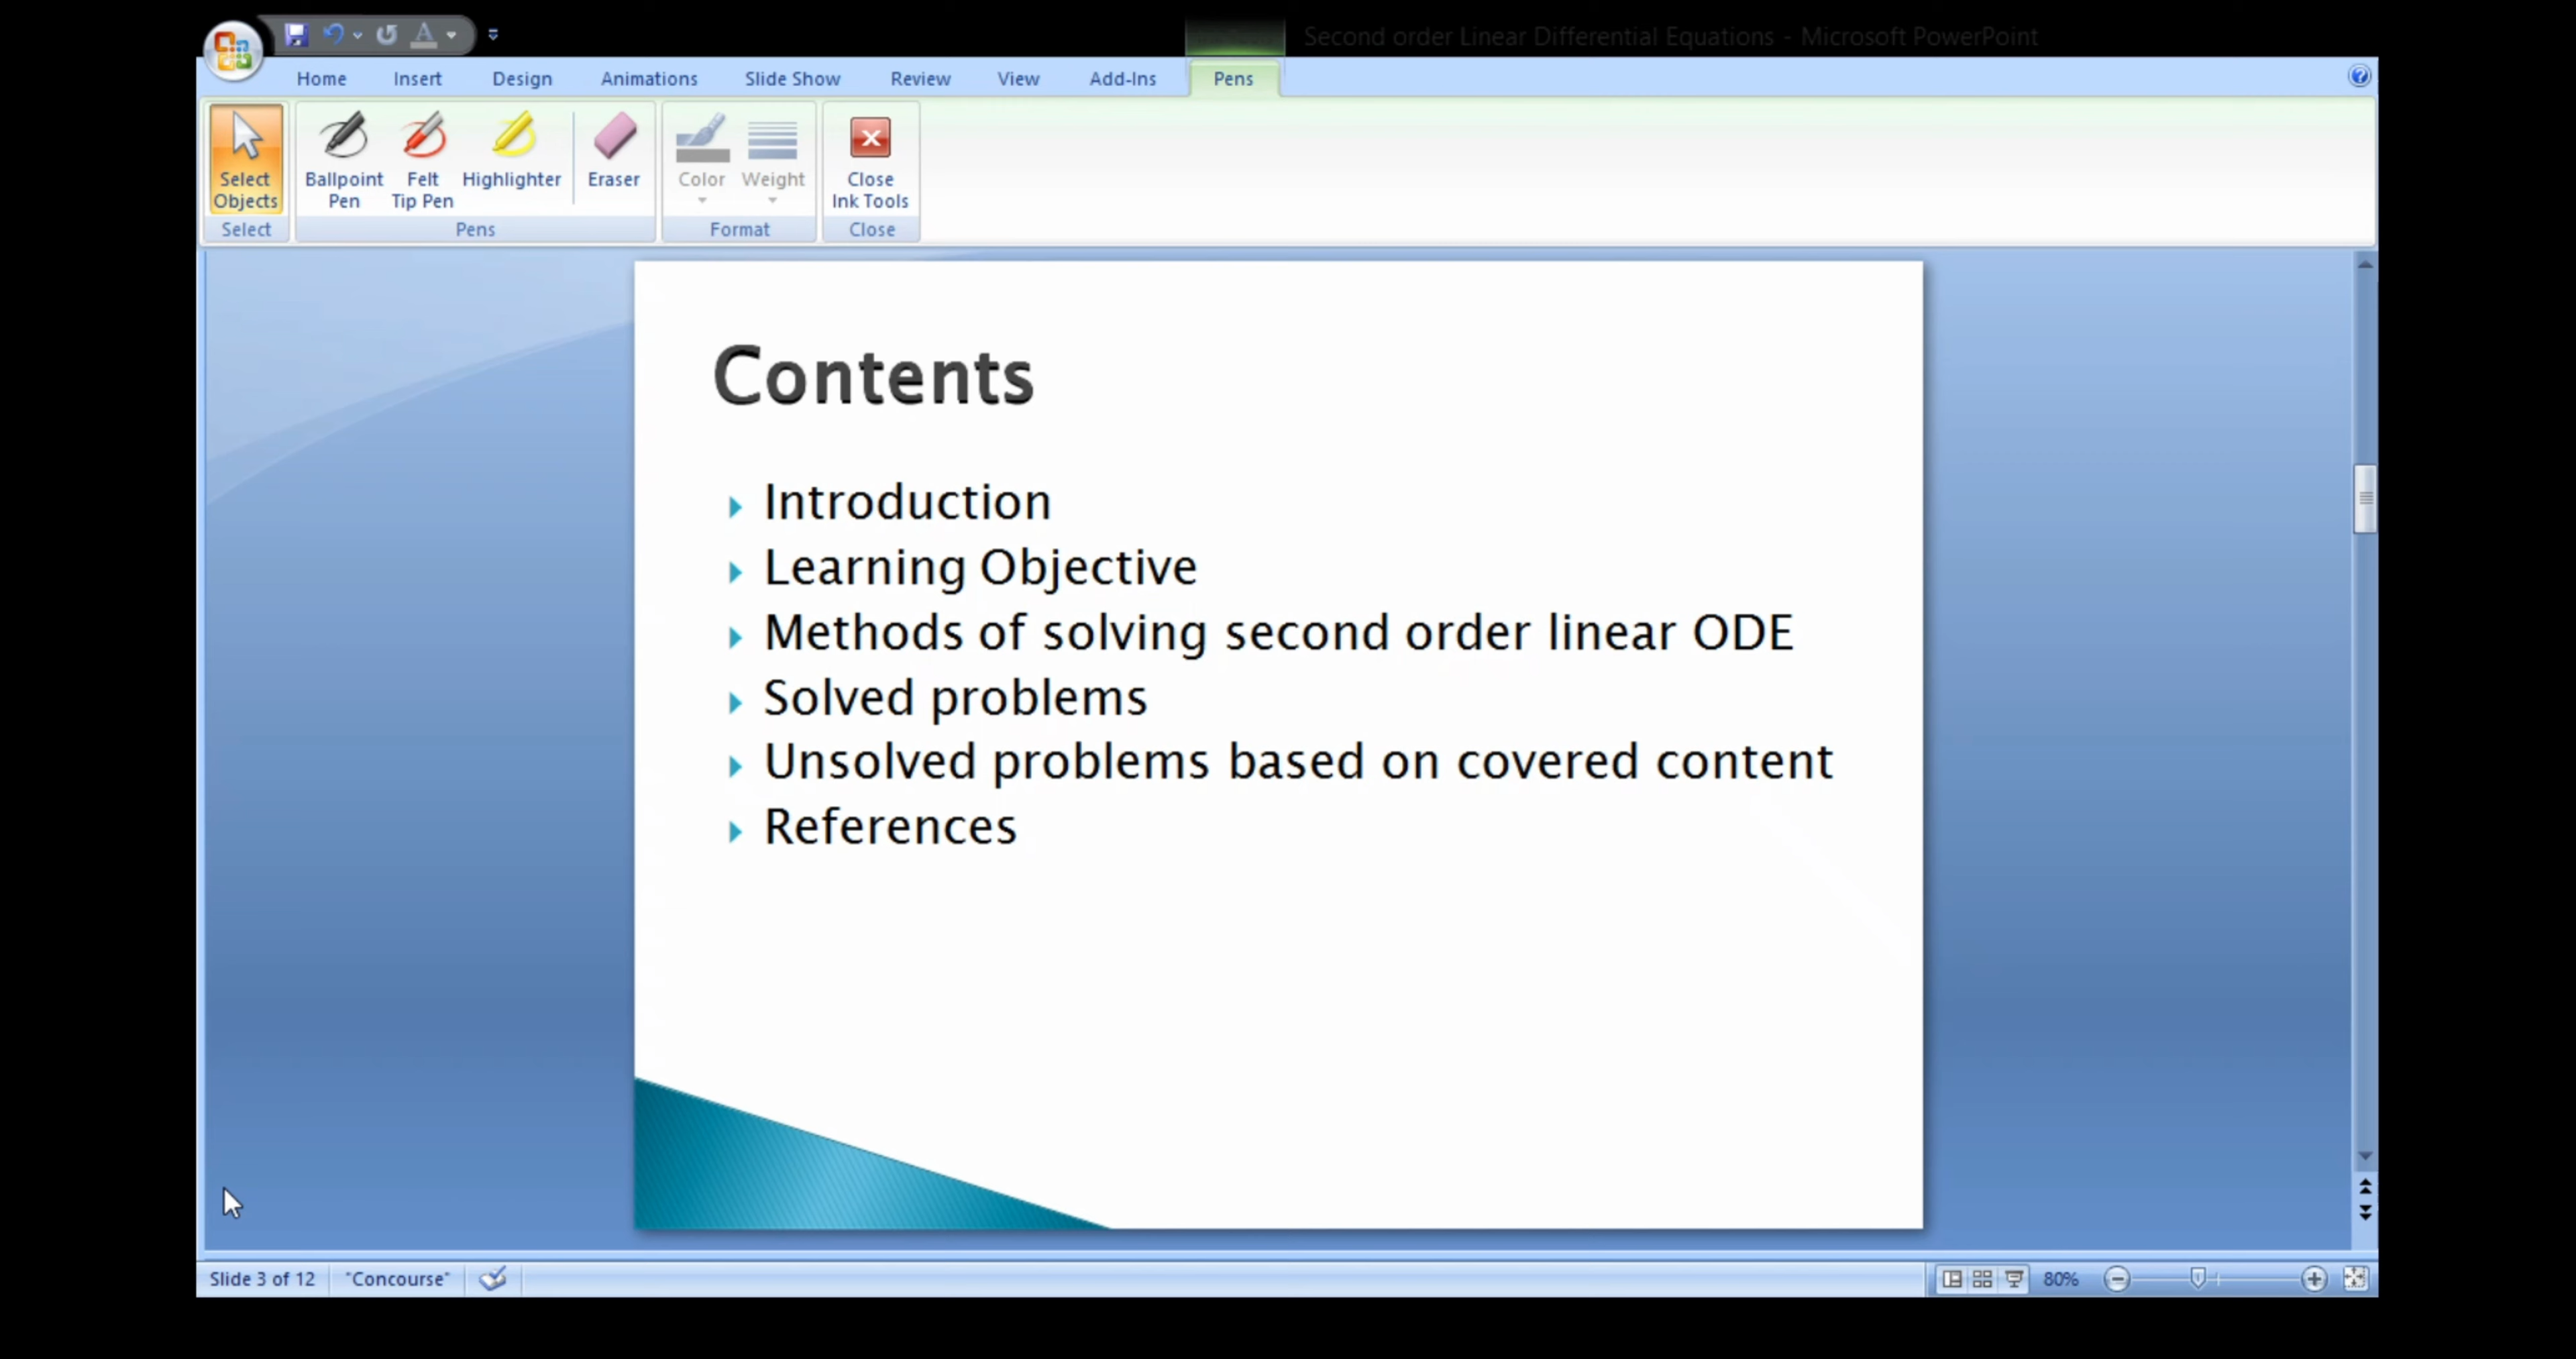 Second order Linear Differential Equations - Microsoft PowerPoint
Home Insert Design Animations Slide Show Review View Add-Ins Pens
Select Objects Ballpoint Pen Felt Tip Pen Highlighter Eraser Color Weight Close Ink Tools
Select Pens Format Close
Contents
Introduction
Learning Objective
Methods of solving second order linear ODE
Solved problems
Unsolved problems based on covered content
References
Slide 3 of 12 "Concourse" 80%